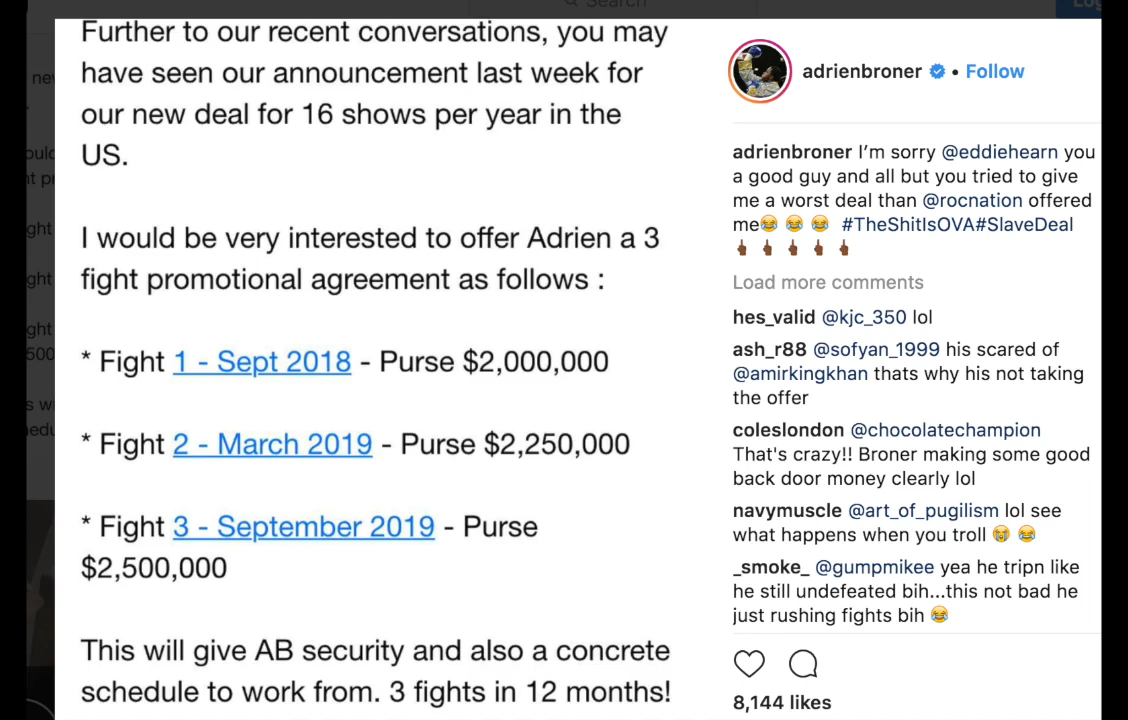 Search
Further to our recent conversations, you may
have seen our announcement last week for
our new deal for 16 shows per year in the
US.
I would be very interested to offer Adrien a 3
fight promotional agreement as follows :
* Fight 1 - Sept 2018 - Purse $2,000,000
* Fight 2 - March 2019 - Purse $2,250,000
* Fight 3 - September 2019 - Purse
$2,500,000
This will give AB security and also a concrete
schedule to work from. 3 fights in 12 months!
adrienbroner • Follow
adrienbroner I’m sorry @eddiehearn you
a good guy and all but you tried to give
me a worst deal than @rocnation offered
me😂 😂 😂 #TheShitIsOVA#SlaveDeal
🖕🏾 🖕🏾 🖕🏾 🖕🏾 🖕🏾
Load more comments
hes_valid @kjc_350 lol
ash_r88 @sofyan_1999 his scared of
@amirkingkhan thats why his not taking
the offer
coleslondon @chocolatechampion
That's crazy!! Broner making some good
back door money clearly lol
navymuscle @art_of_pugilism lol see
what happens when you troll 😭 😂
_smoke_ @gumpmikee yea he tripn like
he still undefeated bih...this not bad he
just rushing fights bih 😂
8,144 likes